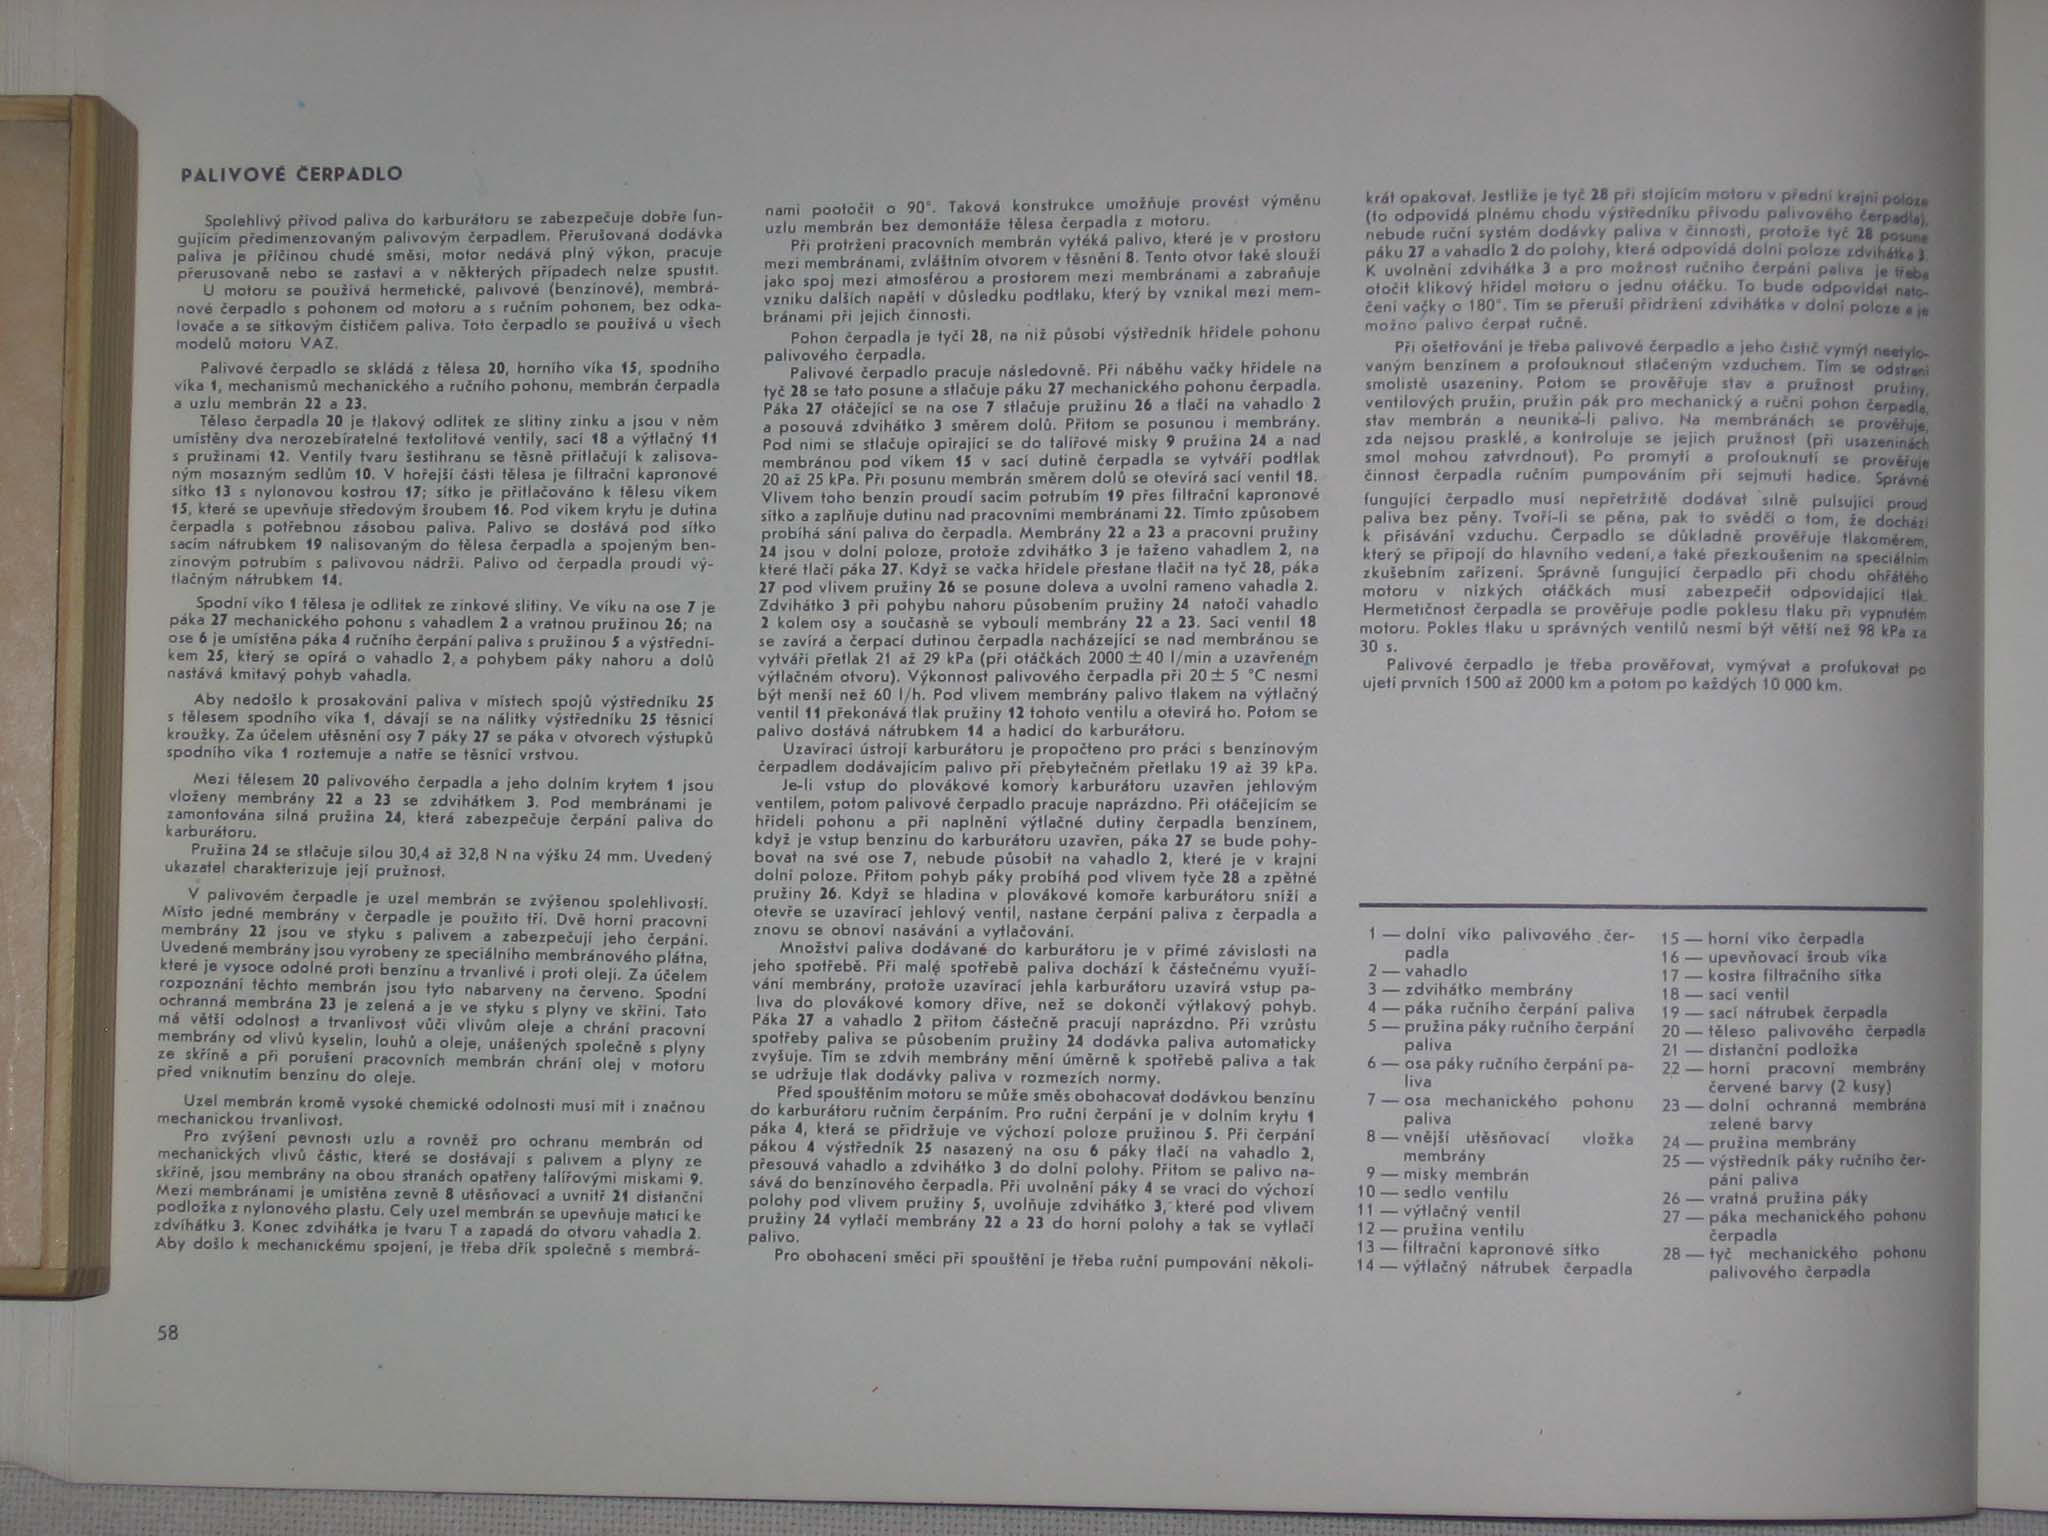 PALIVOVÉ ČERPADLO
Spolehlivý přívod paliva do karburátoru se zabezpečuje dobře fun-
gujícím předimenzovaným palivovým čerpadlem. Přerušovaná dodávka
paliva je příčinou chudé směsi, motor nedává plný výkon, pracuje
přerušovaně nebo se zastaví a v některých případech nelze spustit.
U motoru se používá hermetické, palivové (benzinové), membrá-
nové čerpadlo s pohonem od motoru a s ručním pohonem, bez odka-
lovače a se sítkovým čističem paliva. Toto čerpadlo se používá u všech
modelů motoru VAZ.
Palivové čerpadlo se skládá z tělesa 20, horního víka 15, spodního
víka 1, mechanismů mechanického a ručního pohonu, membrán čerpadla
a uzlu membrán 22 a 23.
Těleso čerpadla 20 je tlakový odlitek ze slitiny zinku a jsou v něm
umístěny dva nerozebíratelné textolitové ventily, sací 18 a výtlačný 11
s pružinami 12. Ventily tvaru šestihranu se těsně přitlačují k zalisova-
ným mosazným sedlům 10. V hořejší části tělesa je filtrační kapronové
sítko 13 s nylonovou kostrou 17; sítko je přitlačováno k tělesu víkem
15, které se upevňuje středovým šroubem 16. Pod víkem krytu je dutina
čerpadla s potřebnou zásobou paliva. Palivo se dostává pod sítko
sacím nátrubkem 19 nalisovaným do tělesa čerpadla a spojeným ben-
zinovým potrubím s palivovou nádrží. Palivo od čerpadla proudí vý-
tlačným nátrubkem 14.
Spodní víko 1 tělesa je odlitek ze zinkové slitiny. Ve víku na ose 7 je
páka 27 mechanického pohonu s vahadlem 2 a vratnou pružinou 26; na
ose 6 je umístěna páka 4 ručního čerpání paliva s pružinou 5 a výstřední-
kem 25, který se opírá o vahadlo 2, a pohybem páky nahoru a dolů
nastává kmitavý pohyb vahadla.
Aby nedošlo k prosakování paliva v místech spojů výstředníku 25
s tělesem spodního víka 1, dávají se na nálitky výstředníku 25 těsnicí
kroužky. Za účelem utěsnění osy 7 páky 27 se páka v otvorech výstupků
spodního víka 1 roztemuje a natře se těsnicí vrstvou.
Mezi tělesem 20 palivového čerpadla a jeho dolním krytem 1 jsou
vloženy membrány 22 a 23 se zdvihátkem 3. Pod membránami je
zamontována silná pružina 24, která zabezpečuje čerpání paliva do
karburátoru.
Pružina 24 se stlačuje silou 30,4 až 32,8 N na výšku 24 mm. Uvedený
ukazatel charakterizuje její pružnost.
V palivovém čerpadle je uzel membrán se zvýšenou spolehlivostí.
Místo jedné membrány v čerpadle je použito tří. Dvě horní pracovní
membrány 22 jsou ve styku s palivem a zabezpečují jeho čerpání.
Uvedené membrány jsou vyrobeny ze speciálního membránového plátna,
které je vysoce odolné proti benzínu a trvanlivé i proti oleji. Za účelem
rozpoznání těchto membrán jsou tyto nabarveny na červeno. Spodní
ochranná membrána 23 je zelená a je ve styku s plyny ve skříni. Tato
má větší odolnost a trvanlivost vůči vlivům oleje a chrání pracovní
membrány od vlivů kyselin, louhů a oleje, unášených společně s plyny
ze skříně a při porušení pracovních membrán chrání olej v motoru
před vniknutím benzínu do oleje.
Uzel membrán kromě vysoké chemické odolnosti musí mít i značnou
mechanickou trvanlivost.
Pro zvýšení pevnosti uzlu a rovněž pro ochranu membrán od
mechanických vlivů částic, které se dostávají s palivem a plyny ze
skříně, jsou membrány na obou stranách opatřeny talířovými miskami 9.
Mezi membránami je umístěna zevně 8 utěsňovací a uvnitř 21 distanční
podložka z nylonového plastu. Celý uzel membrán se upevňuje maticí ke
zdvihátku 3. Konec zdvihátka je tvaru T a zapadá do otvoru vahadla 2.
Aby došlo k mechanickému spojení, je třeba dřík společně s membrá-
58
nami pootočit o 90°. Taková konstrukce umožňuje provést výměnu
uzlu membrán bez demontáže tělesa čerpadla z motoru.
Při protržení pracovních membrán vytéká palivo, které je v prostoru
mezi membránami, zvláštním otvorem v těsnění 8. Tento otvor také slouží
jako spoj mezi atmosférou a prostorem mezi membránami a zabraňuje
vzniku dalších napětí v důsledku podtlaku, který by vznikal mezi mem-
bránami při jejich činnosti.
Pohon čerpadla je tyčí 28, na niž působí výstředník hřídele pohonu
palivového čerpadla.
Palivové čerpadlo pracuje následovně. Při náběhu vačky hřídele na
tyč 28 se tato posune a stlačuje páku 27 mechanického pohonu čerpadla.
Páka 27 otáčející se na ose 7 stlačuje pružinu 26 a tlačí na vahadlo 2
a posouvá zdvihátko 3 směrem dolů. Přitom se posunou i membrány.
Pod nimi se stlačuje opírající se do talířové misky 9 pružina 24 a nad
membránou pod víkem 15 v sací dutině čerpadla se vytváří podtlak
20 až 25 kPa. Při posunu membrán směrem dolů se otevírá sací ventil 18.
Vlivem toho benzin proudí sacím potrubím 19 přes filtrační kapronové
sítko a zaplňuje dutinu nad pracovními membránami 22. Tímto způsobem
probíhá sání paliva do čerpadla. Membrány 22 a 23 a pracovní pružiny
24 jsou v dolní poloze, protože zdvihátko 3 je taženo vahadlem 2, na
které tlačí páka 27. Když se vačka hřídele přestane tlačit na tyč 28, páka
27 pod vlivem pružiny 26 se posune doleva a uvolní rameno vahadla 2.
Zdvihátko 3 při pohybu nahoru působením pružiny 24 natočí vahadlo
2 kolem osy a současně se vyboulí membrány 22 a 23. Sací ventil 18
se zavírá a čerpací dutinou čerpadla nacházející se nad membránou se
vytváří přetlak 21 až 29 kPa (při otáčkách 2000 ± 40 l/min a uzavřeném
výtlačném otvoru). Výkonnost palivového čerpadla při 20 ± 5 °C nesmí
být menší než 60 l/h. Pod vlivem membrány palivo tlakem na výtlačný
ventil 11 překonává tlak pružiny 12 tohoto ventilu a otevírá ho. Potom se
palivo dostává nátrubkem 14 a hadicí do karburátoru.
Uzavírací ústrojí karburátoru je propočteno pro práci s benzínovým
čerpadlem dodávajícím palivo při přebytečném přetlaku 19 až 39 kPa.
Je-li vstup do plovákové komory karburátoru uzavřen jehlovým
ventilem, potom palivové čerpadlo pracuje naprázdno. Při otáčejícím se
hřídeli pohonu a při naplnění výtlačné dutiny čerpadla benzínem,
když je vstup benzínu do karburátoru uzavřen, páka 27 se bude pohy-
bovat na své ose 7, nebude působit na vahadlo 2, které je v krajní
dolní poloze. Přitom pohyb páky probíhá pod vlivem tyče 28 a zpětné
pružiny 26. Když se hladina v plovákové komoře karburátoru sníží a
otevře se uzavírací jehlový ventil, nastane čerpání paliva z čerpadla a
znovu se obnoví nasávání a vytlačování.
Množství paliva dodávané do karburátoru je v přímé závislosti na
jeho spotřebě. Při malé spotřebě paliva dochází k částečnému využí-
vání membrány, protože uzavírací jehla karburátoru uzavírá vstup pa-
liva do plovákové komory dříve, než se dokončí výtlakový pohyb.
Páka 27 a vahadlo 2 přitom částečně pracují naprázdno. Při vzrůstu
spotřeby paliva se působením pružiny 24 dodávka paliva automaticky
zvyšuje. Tím se zdvih membrány mění úměrně k spotřebě paliva a tak
se udržuje tlak dodávky paliva v rozmezích normy.
Před spouštěním motoru se může směs obohacovat dodávkou benzínu
do karburátoru ručním čerpáním. Pro ruční čerpání je v dolním krytu 1
páka 4, která se přidržuje ve výchozí poloze pružinou 5. Při čerpání
pákou 4 výstředník 25 nasazený na osu 6 páky tlačí na vahadlo 2,
přesouvá vahadlo a zdvihátko 3 do dolní polohy. Přitom se palivo na-
sává do benzínového čerpadla. Při uvolnění páky 4 se vrací do výchozí
polohy pod vlivem pružiny 5, uvolňuje zdvihátko 3, které pod vlivem
pružiny 24 vytlačí membrány 22 a 23 do horní polohy a tak se vytlačí
palivo.
Pro obohacení směci při spouštění je třeba ruční pumpování několi-
krát opakovat. Jestliže je tyč 28 při stojícím motoru v přední krajní poloze
(to odpovídá plnému chodu výstředníku přívodu palivového čerpadla),
nebude ruční systém dodávky paliva v činnosti, protože tyč 28 posune
páku 27 a vahadlo 2 do polohy, která odpovídá dolní poloze zdvihátka 3.
K uvolnění zdvihátka 3 a pro možnost ručního čerpání paliva je třeba
otočit klikový hřídel motoru o jednu otáčku. To bude odpovídat nato-
čení vačky o 180°. Tím se přeruší přidržení zdvihátka v dolní poloze a je
možno palivo čerpat ručně.
Při ošetřování je třeba palivové čerpadlo a jeho čistič vymýt neetylo-
vaným benzinem a profouknout stlačeným vzduchem. Tím se odstraní
smolisté usazeniny. Potom se prověřuje stav a pružnost pružiny,
ventilových pružin, pružin pák pro mechanický a ruční pohon čerpadla,
stav membrán a neuniká-li palivo. Na membránách se prověřuje,
zda nejsou prasklé, a kontroluje se jejich pružnost (při usazeninách
smol mohou zatvrdnout). Po promytí a profouknutí se prověřuje
činnost čerpadla ručním pumpováním při sejmutí hadice. Správně
fungující čerpadlo musí nepřetržitě dodávat silně pulsující proud
paliva bez pěny. Tvoří-li se pěna, pak to svědčí o tom, že dochází
k přisávání vzduchu. Čerpadlo se důkladně prověřuje tlakoměrem,
který se připojí do hlavního vedení, a také přezkoušením na speciálním
zkušebním zařízení. Správně fungující čerpadlo při chodu ohřátého
motoru v nízkých otáčkách musí zabezpečit odpovídající tlak.
Hermetičnost čerpadla se prověřuje podle poklesu tlaku při vypnutém
motoru. Pokles tlaku u správných ventilů nesmí být větší než 98 kPa za
30 s.
Palivové čerpadlo je třeba prověřovat, vymývat a profukovat po
ujetí prvních 1500 až 2000 km a potom po každých 10 000 km.
1 — dolní víko palivového čer-
padla
2 — vahadlo
3 — zdvihátko membrány
4 — páka ručního čerpání paliva
5 — pružina páky ručního čerpání
paliva
6 — osa páky ručního čerpání pa-
liva
7 — osa mechanického pohonu
paliva
8 — vnější utěsňovací vložka
membrány
9 — misky membrán
10 — sedlo ventilu
11 — výtlačný ventil
12 — pružina ventilu
13 — filtrační kapronové sítko
14 — výtlačný nátrubek čerpadla
15 — horní víko čerpadla
16 — upevňovací šroub víka
17 — kostra filtračního sítka
18 — sací ventil
19 — sací nátrubek čerpadla
20 — těleso palivového čerpadla
21 — distanční podložka
22 — horní pracovní membrány
červené barvy (2 kusy)
23 — dolní ochranná membrána
zelené barvy
24 — pružina membrány
25 — výstředník páky ručního čer-
pání paliva
26 — vratná pružina páky
27 — páka mechanického pohonu
čerpadla
28 — tyč mechanického pohonu
palivového čerpadla